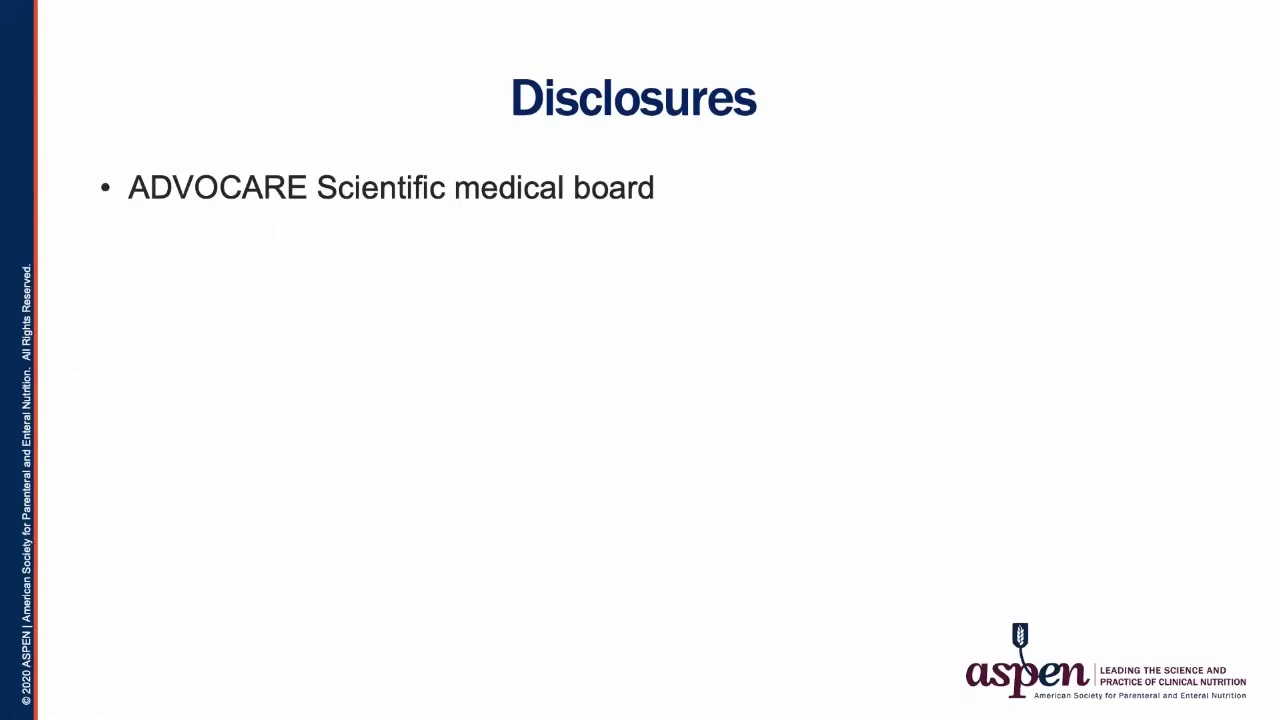 Disclosures
• ADVOCARE Scientific medical board
© 2020 ASPEN | American Society for Parenteral and Enteral Nutrition. All Rights Reserved.
aspen
LEADING THE SCIENCE AND
PRACTICE OF CLINICAL NUTRITION
American Society for Parenteral and Enteral Nutrition